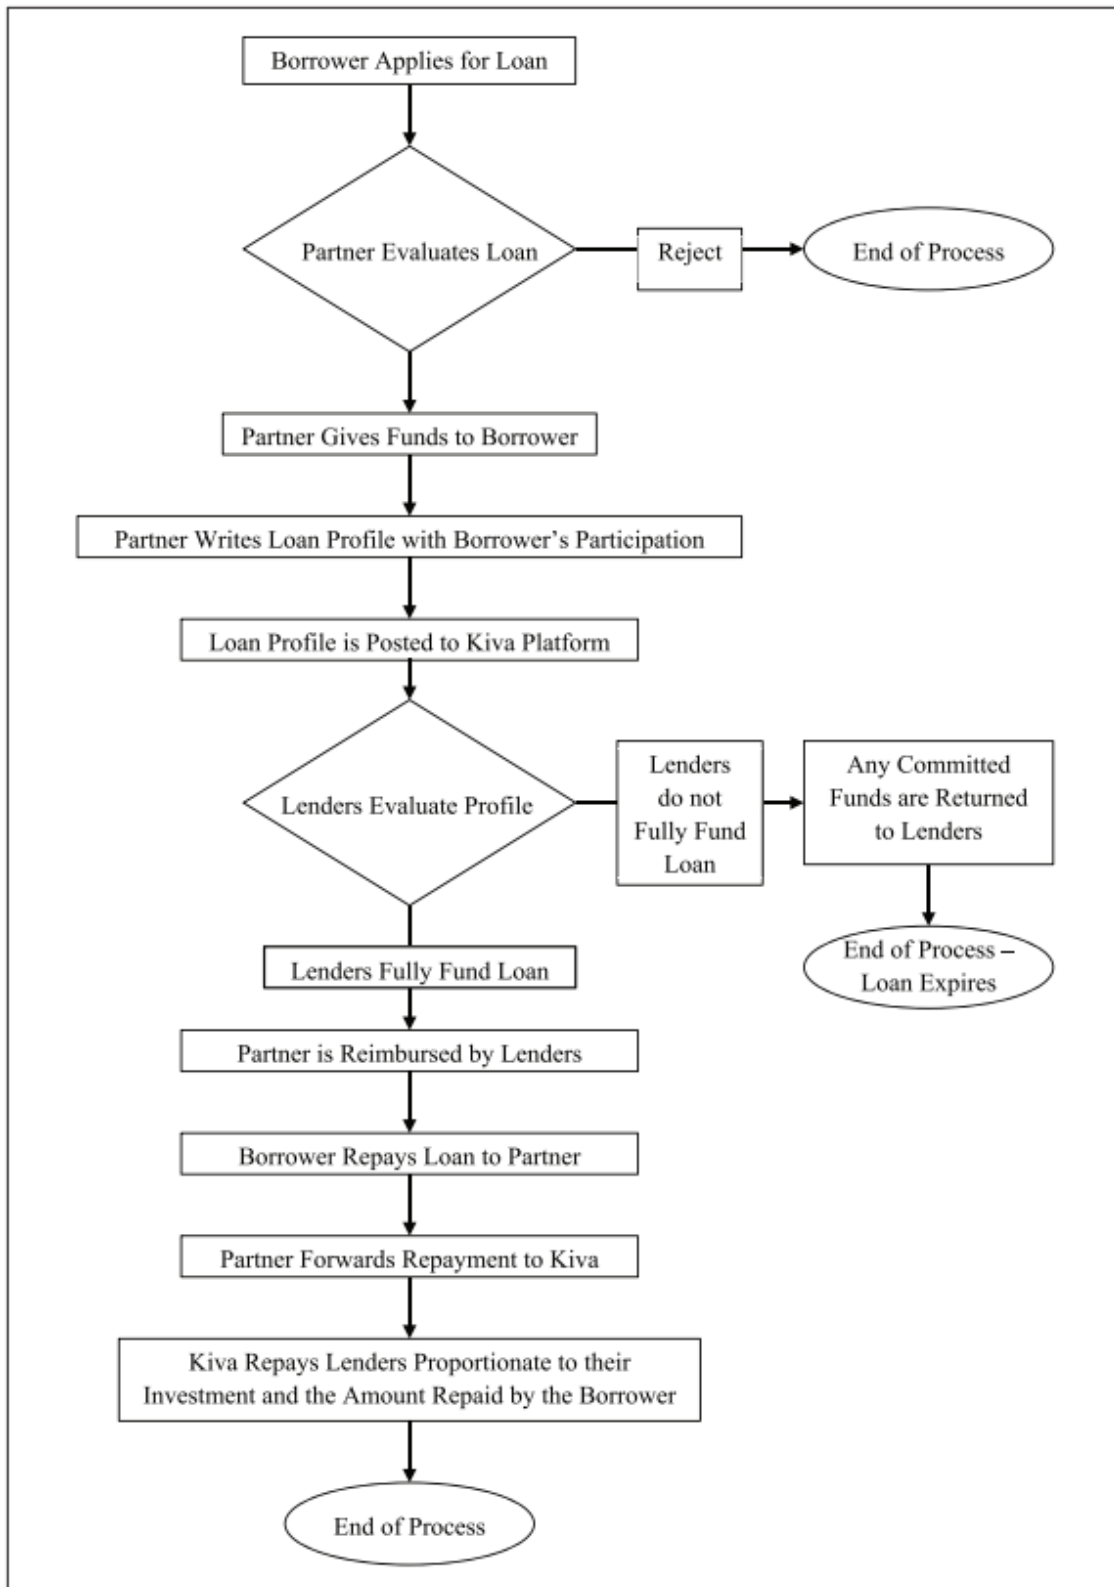 Borrower Applies for Loan
Partner Evaluates Loan
Reject
End of Process
Partner Gives Funds to Borrower
Partner Writes Loan Profile with Borrower’s Participation
Loan Profile is Posted to Kiva Platform
Lenders Evaluate Profile
Lenders
do not
Fully Fund
Loan
Any Committed
Funds are Returned
to Lenders
End of Process –
Loan Expires
Lenders Fully Fund Loan
Partner is Reimbursed by Lenders
Borrower Repays Loan to Partner
Partner Forwards Repayment to Kiva
Kiva Repays Lenders Proportionate to their
Investment and the Amount Repaid by the Borrower
End of Process